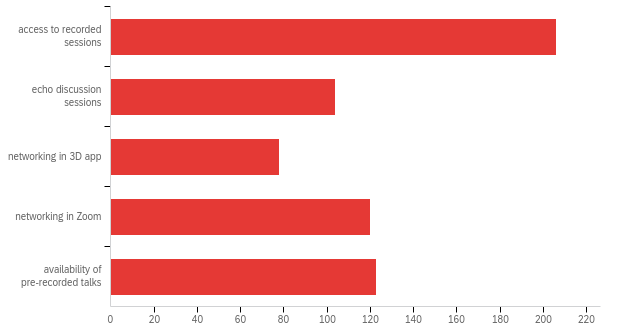 access to recorded
sessions
echo discussion
sessions
networking in 3D app
networking in Zoom
availability of
pre-recorded talks
0 20 40 60 80 100 120 140 160 180 200 220